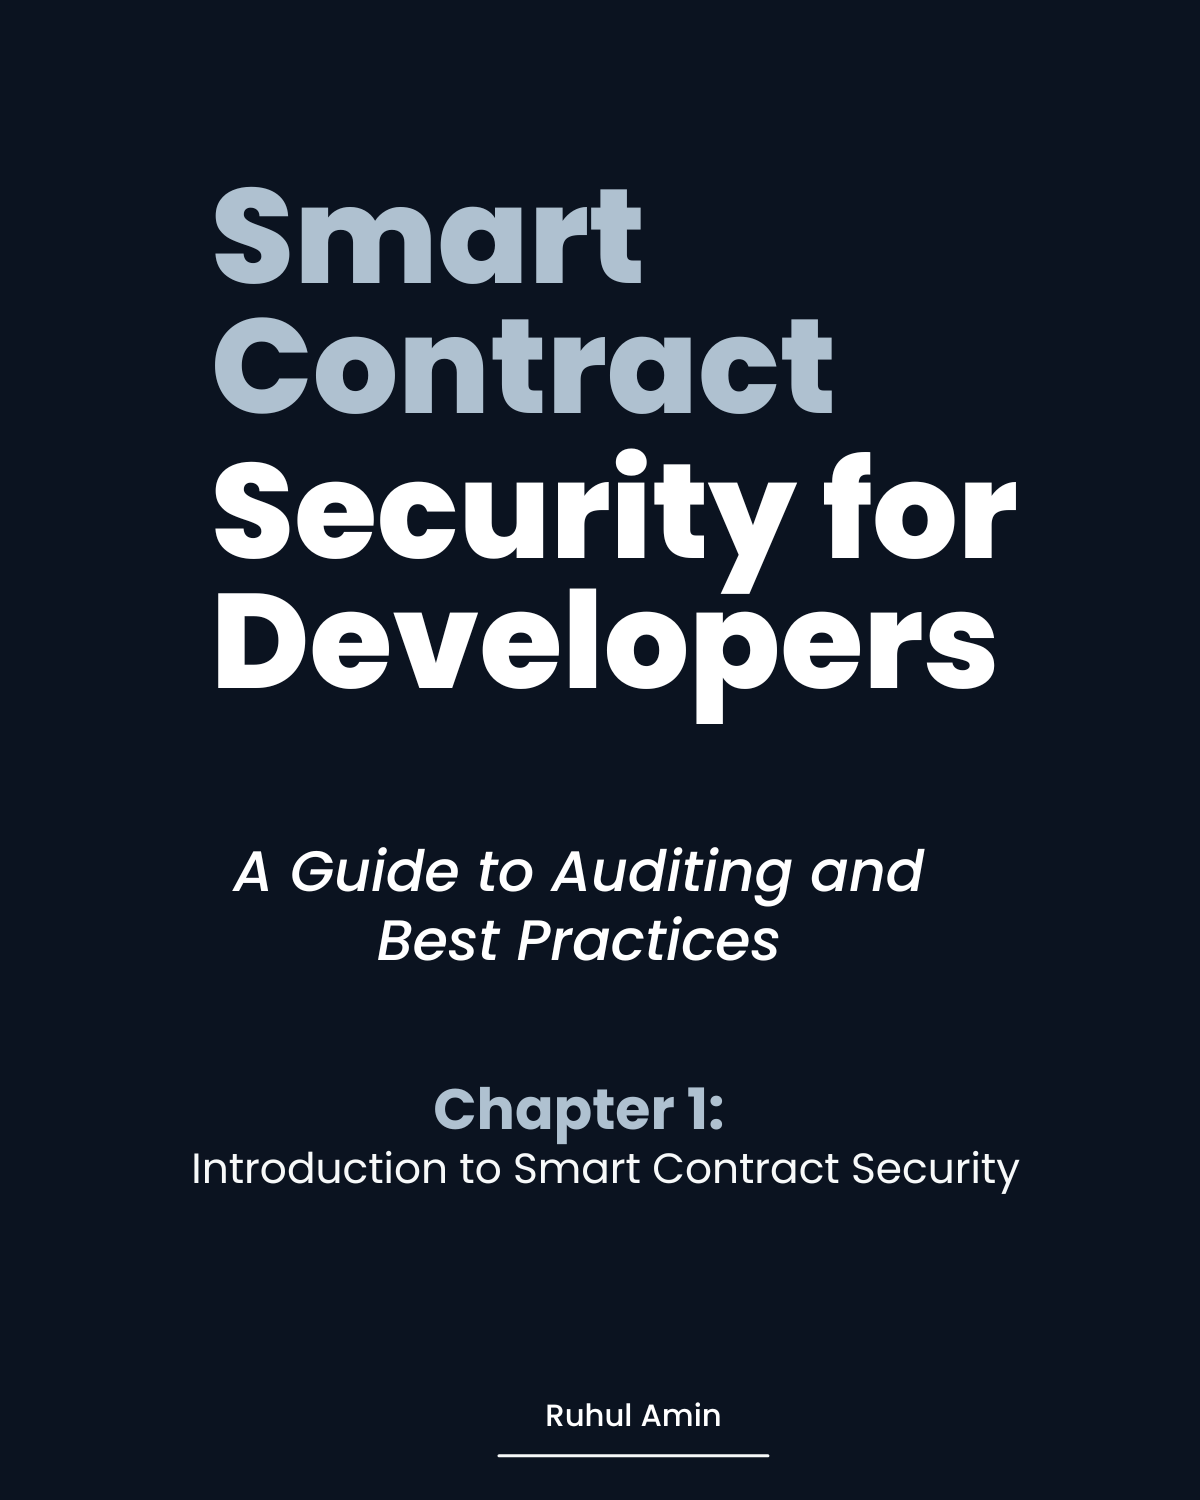 Smart
Contract
Security for
Developers
A Guide to Auditing and
Best Practices
Chapter 1:
Introduction to Smart Contract Security
Ruhul Amin